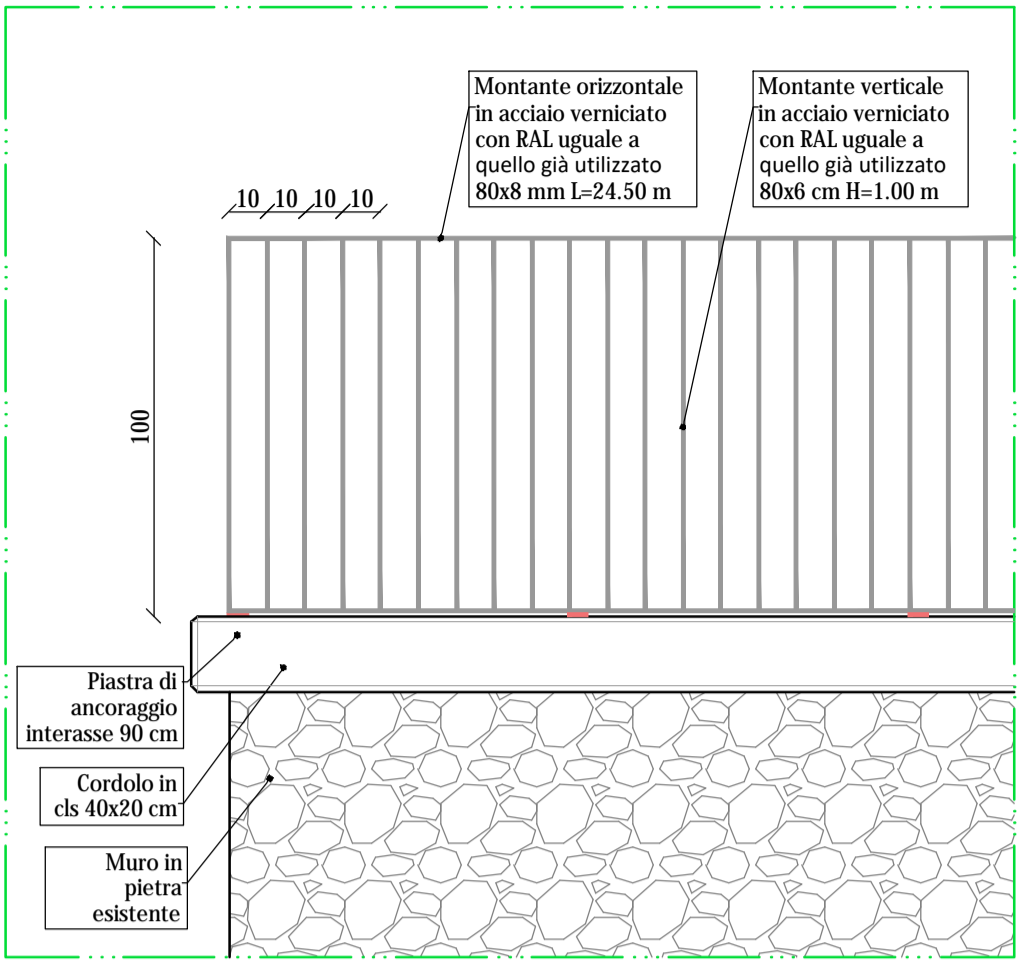 Montante orizzontale
in acciaio verniciato
con RAL uguale a
quello già utilizzato
80x8 mm L=24.50 m
Montante verticale
in acciaio verniciato
con RAL uguale a
quello già utilizzato
80x6 cm H=1.00 m
10 10 10 10
100
Piastra di
ancoraggio
interasse 90 cm
Cordolo in
cls 40x20 cm
Muro in
pietra
esistente